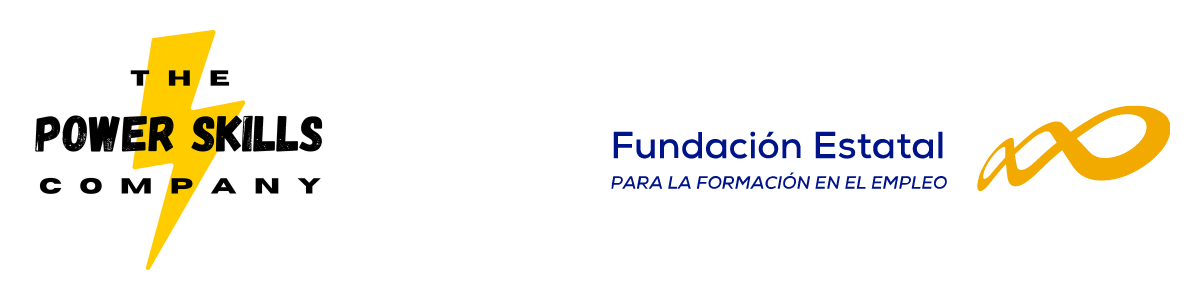 THE
POWER SKILLS
COMPANY
Fundación Estatal
PARA LA FORMACIÓN EN EL EMPLEO